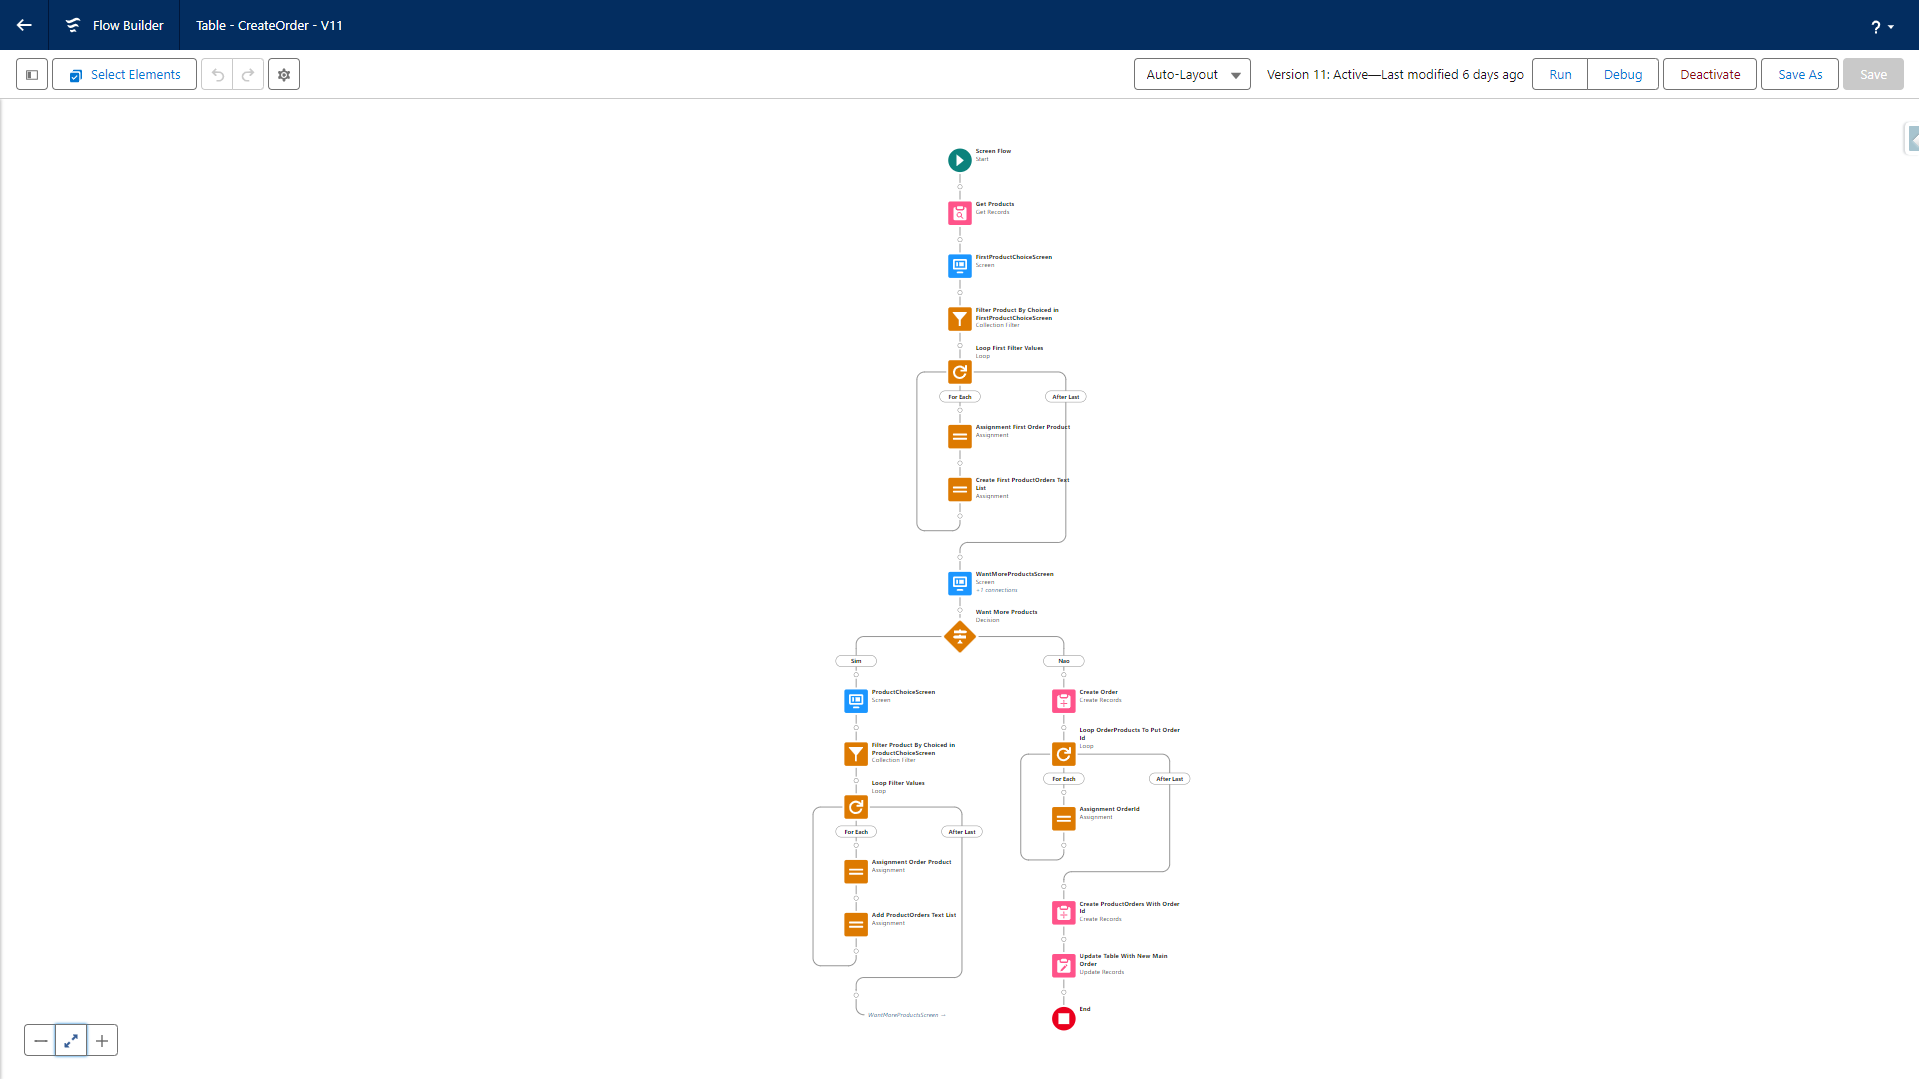 Flow Builder
Table - CreateOrder - V11
?
Select Elements
Auto-Layout
Version 11: Active—Last modified 6 days ago
Run
Debug
Deactivate
Save As
Save
Screen Flow
Start
Get Products
Get Records
FirstProductChoiceScreen
Screen
Filter Product By Choiced in
FirstProductChoiceScreen
Collection Filter
Loop First Filter Values
Loop
For Each
After Last
Assignment First Order Product
Assignment
Create First ProductOrders Text
List
Assignment
WantMoreProductsScreen
Screen
+1 connections
Want More Products
Decision
Sim
Nao
ProductChoiceScreen
Screen
Create Order
Create Records
Filter Product By Choiced in
ProductChoiceScreen
Collection Filter
Loop OrderProducts To Put Order
Id
Loop
Loop Filter Values
Loop
For Each
After Last
For Each
After Last
Assignment OrderId
Assignment
Assignment Order Product
Assignment
Add ProductOrders Text List
Assignment
Create ProductOrders With Order
Id
Create Records
Update Table With New Main
Order
Update Records
WantMoreProductsScreen →
End